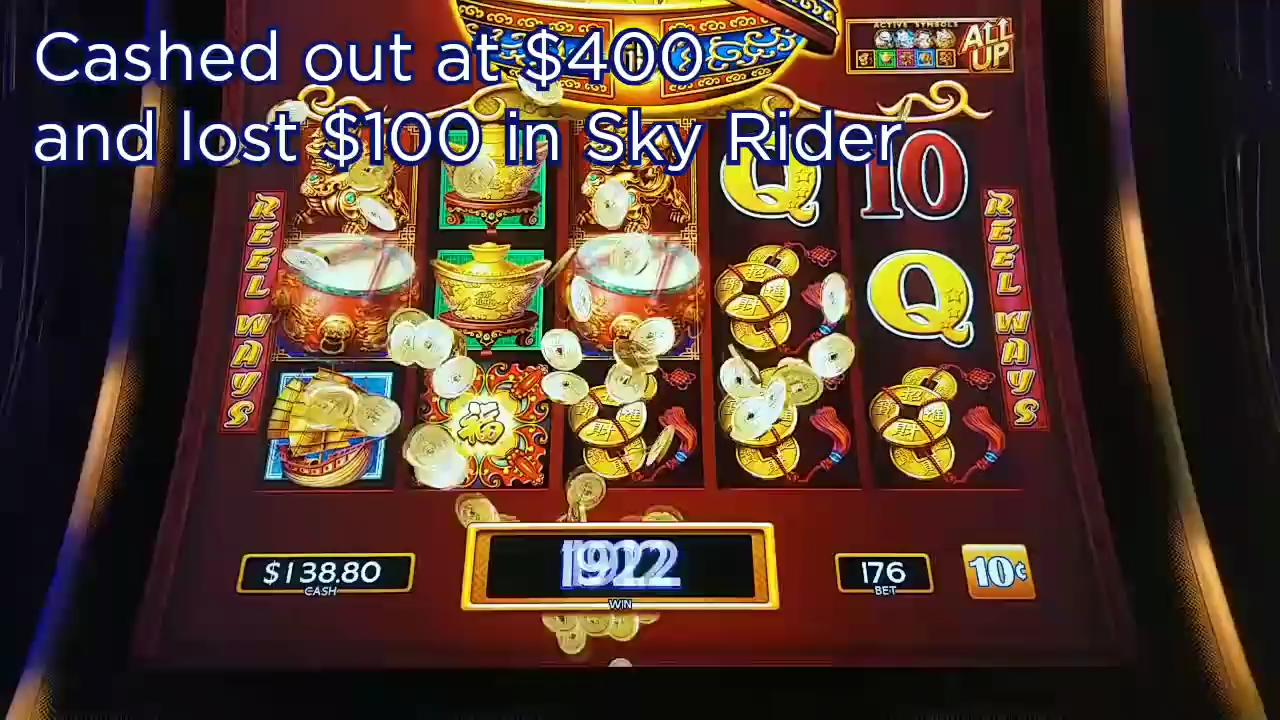 Cashed out at $400
and lost $100 in Sky Rider
ACTIVE SYMBOLS
ALL UP
Q
10
Q
REEL WAYS
REEL WAYS
福
$138.80
CASH
WIN
176
BET
10¢